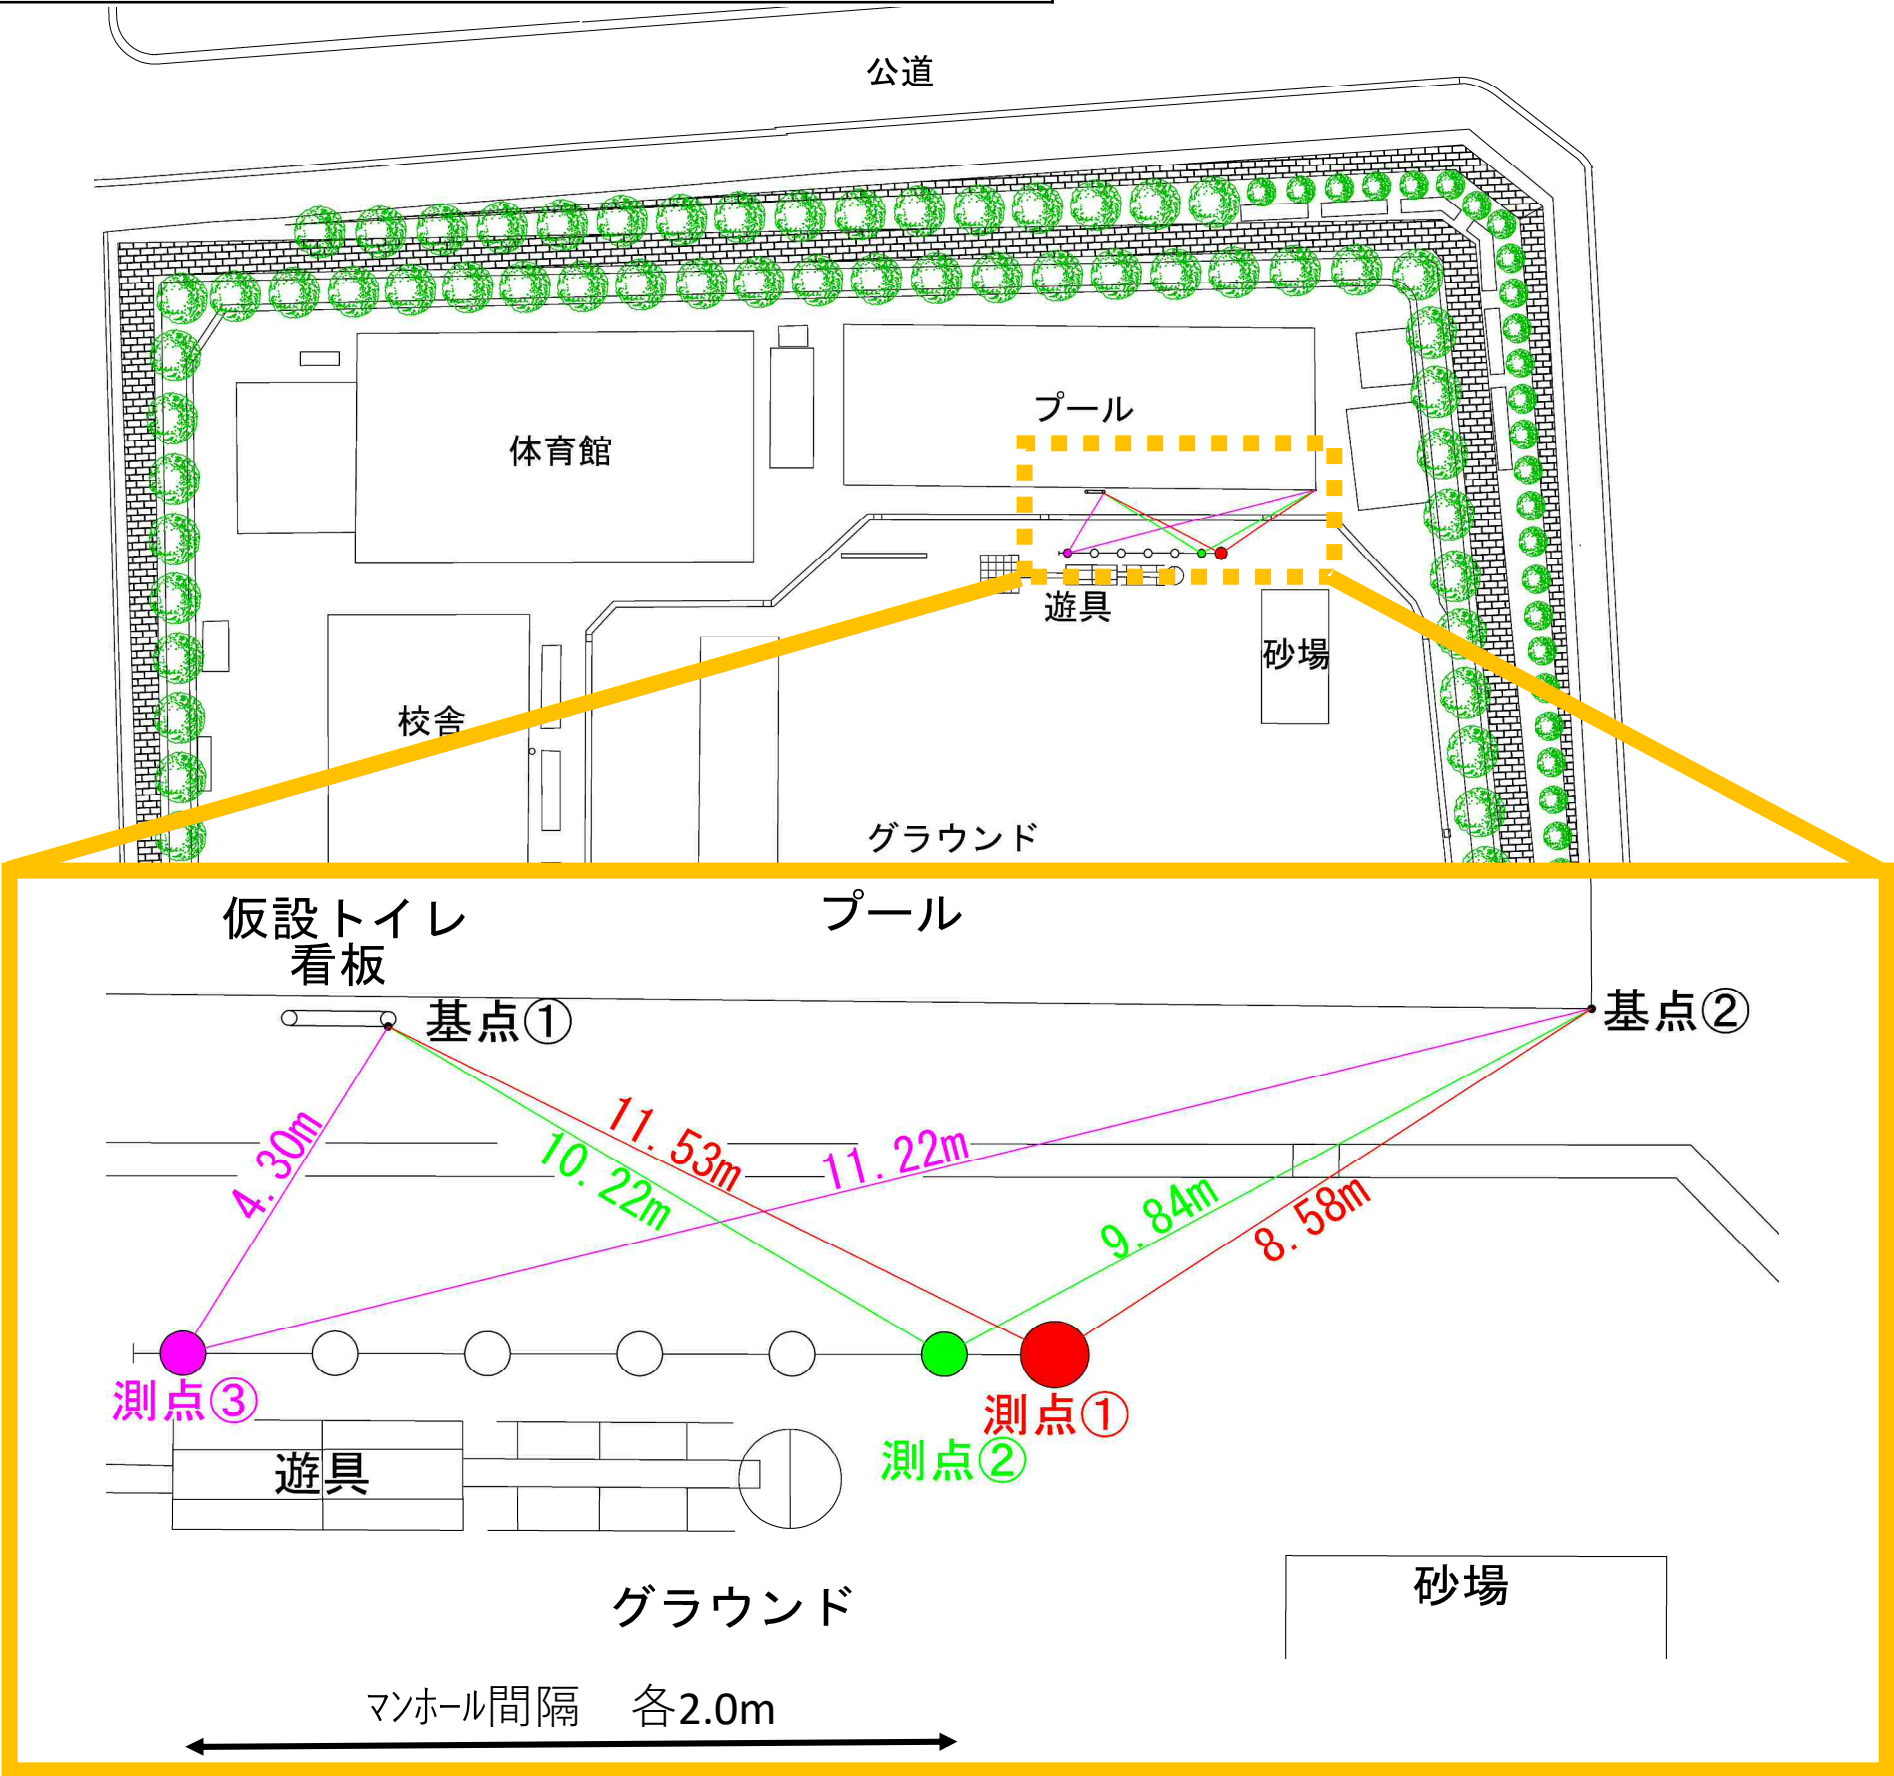 公道
プール
体育館
遊具
砂場
校舎
グラウンド
仮設トイレ
看板
プール
基点①
基点②
4.30m
11.53m
10.22m
11.22m
9.84m
8.58m
測点③
測点①
測点②
遊具
グラウンド
砂場
ﾏﾝﾎｰﾙ間隔　各2.0m